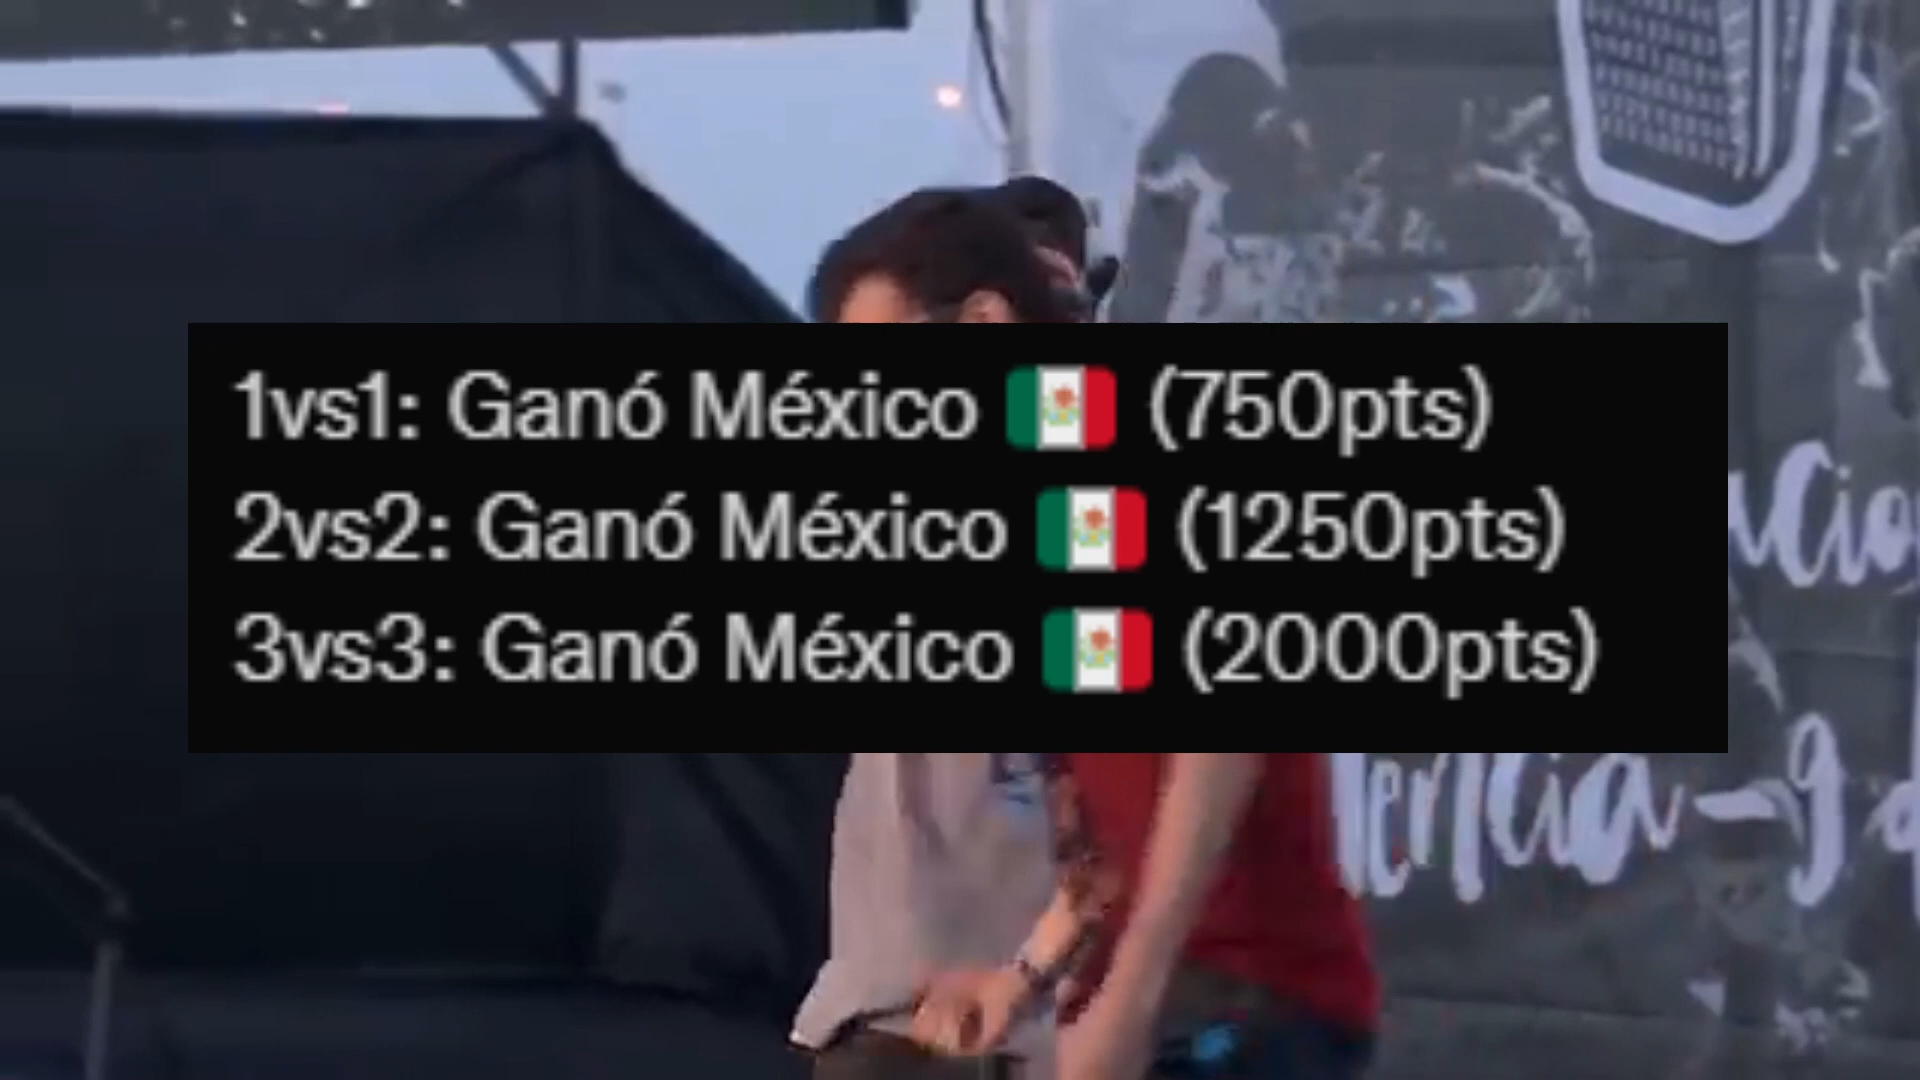 1vs1: Ganó México 🇲🇽 (750pts)
2vs2: Ganó México 🇲🇽 (1250pts)
3vs3: Ganó México 🇲🇽 (2000pts)